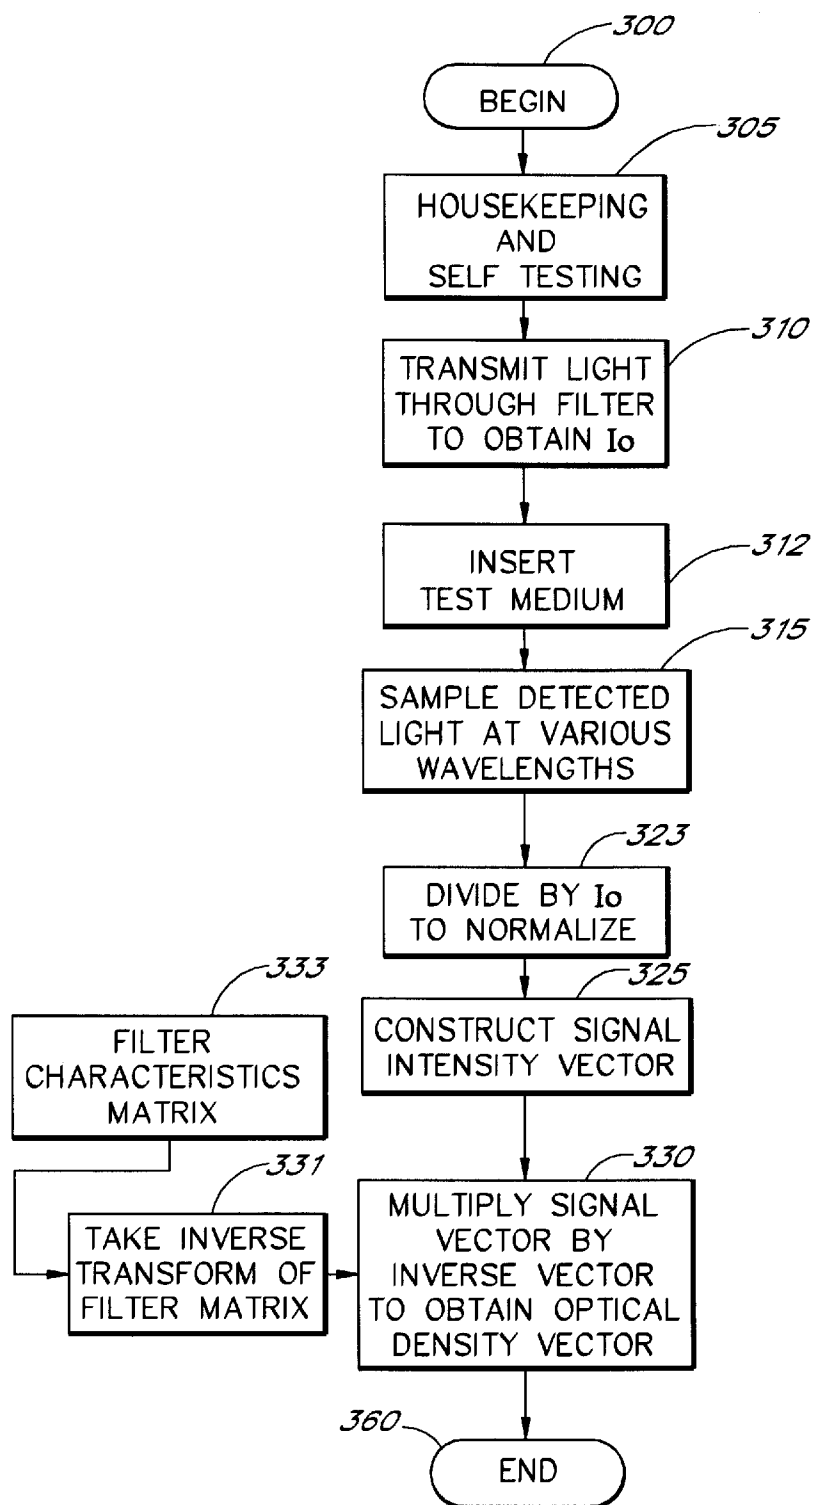 300
BEGIN
305
HOUSEKEEPING
AND
SELF TESTING
310
TRANSMIT LIGHT
THROUGH FILTER
TO OBTAIN Io
312
INSERT
TEST MEDIUM
315
SAMPLE DETECTED
LIGHT AT VARIOUS
WAVELENGTHS
323
DIVIDE BY Io
TO NORMALIZE
325
CONSTRUCT SIGNAL
INTENSITY VECTOR
333
FILTER
CHARACTERISTICS
MATRIX
331
TAKE INVERSE
TRANSFORM OF
FILTER MATRIX
330
MULTIPLY SIGNAL
VECTOR BY
INVERSE VECTOR
TO OBTAIN OPTICAL
DENSITY VECTOR
360
END